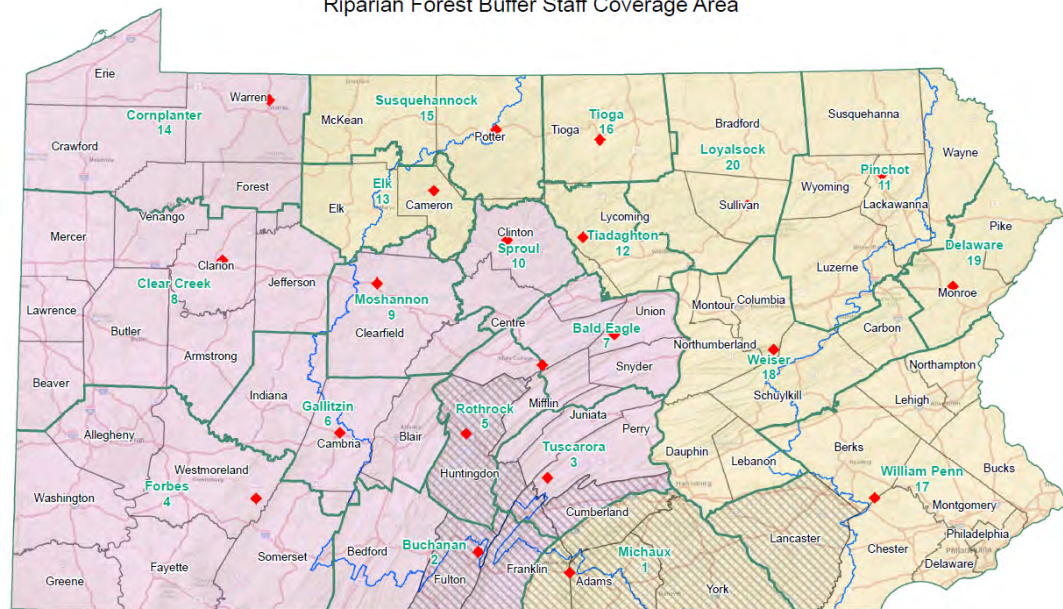 Riparian Forest Buffer Staff Coverage Area
Erie
Warren
Cornplanter
14
Crawford
Forest
Venango
Mercer
Clarion
Clear Creek
8
Jefferson
Lawrence
Butler
Armstrong
Beaver
Indiana
Allegheny
Westmoreland
Forbes
4
Washington
Greene
Fayette
Somerset
McKean
Susquehannock
15
Potter
Elk
13
Elk
Cameron
Tioga
16
Tioga
Bradford
Loyalsock
20
Sullivan
Susquehanna
Wayne
Wyoming
Pinchot
11
Lackawanna
Pike
Delaware
19
Monroe
Lycoming
Tiadaghton
12
Clinton
Sproul
10
Moshannon
9
Clearfield
Centre
Union
Bald Eagle
7
Snyder
Mifflin
Juniata
Perry
Montour
Columbia
Luzerne
Northumberland
Carbon
Weiser
18
Schuylkill
Northampton
Lehigh
Gallitzin
6
Cambria
Blair
Rothrock
5
Huntingdon
Tuscarora
3
Cumberland
Dauphin
Lebanon
Berks
Bucks
William Penn
17
Montgomery
Philadelphia
Chester
Delaware
Lancaster
Bedford
Buchanan
2
Fulton
Franklin
Michaux
1
Adams
York